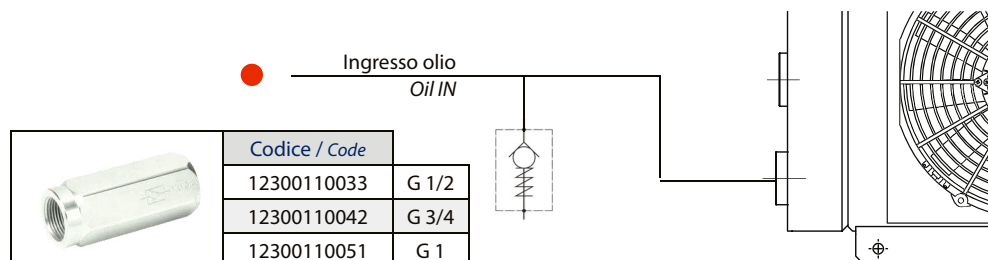 Ingresso olio
Oil IN
Codice / Code
12300110033 G 1/2
12300110042 G 3/4
12300110051 G 1